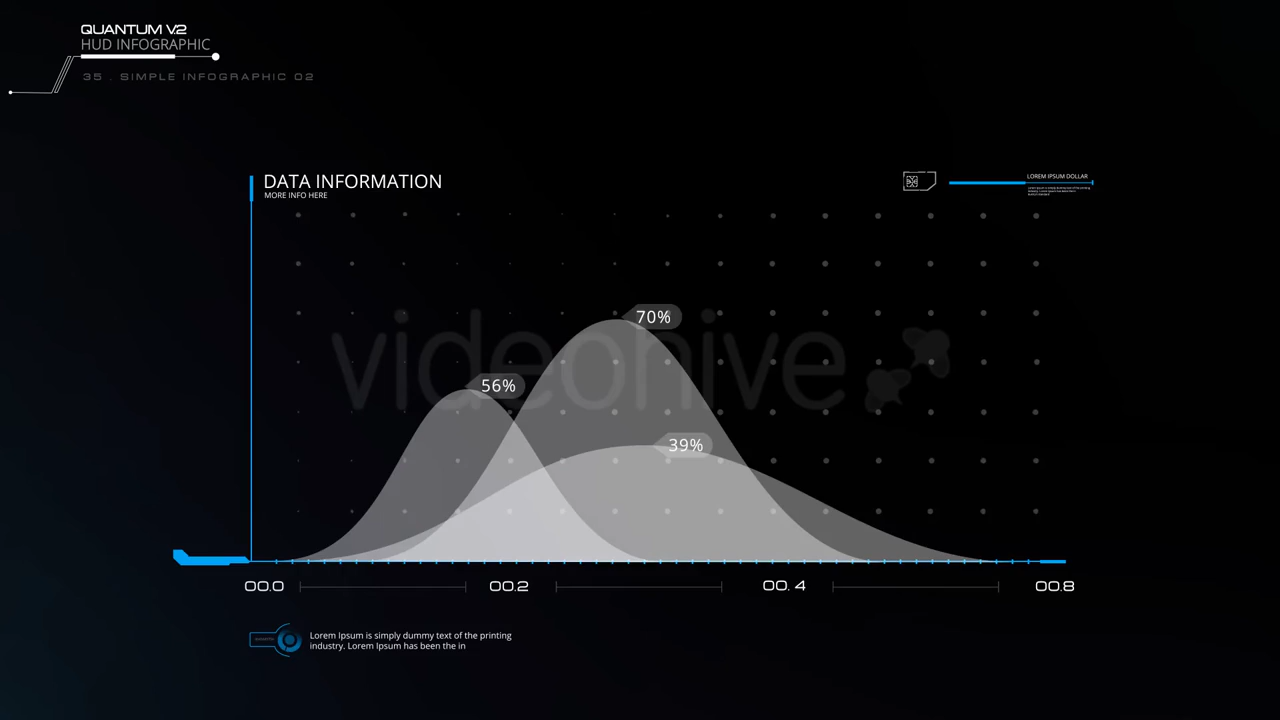 QUANTUM V.2
HUD INFOGRAPHIC
35 . SIMPLE INFOGRAPHIC 02
DATA INFORMATION
MORE INFO HERE
LOREM IPSUM DOLLAR
videohive
70%
56%
39%
00.0
00.2
00. 4
00.8
Lorem Ipsum is simply dummy text of the printing
industry. Lorem Ipsum has been the in